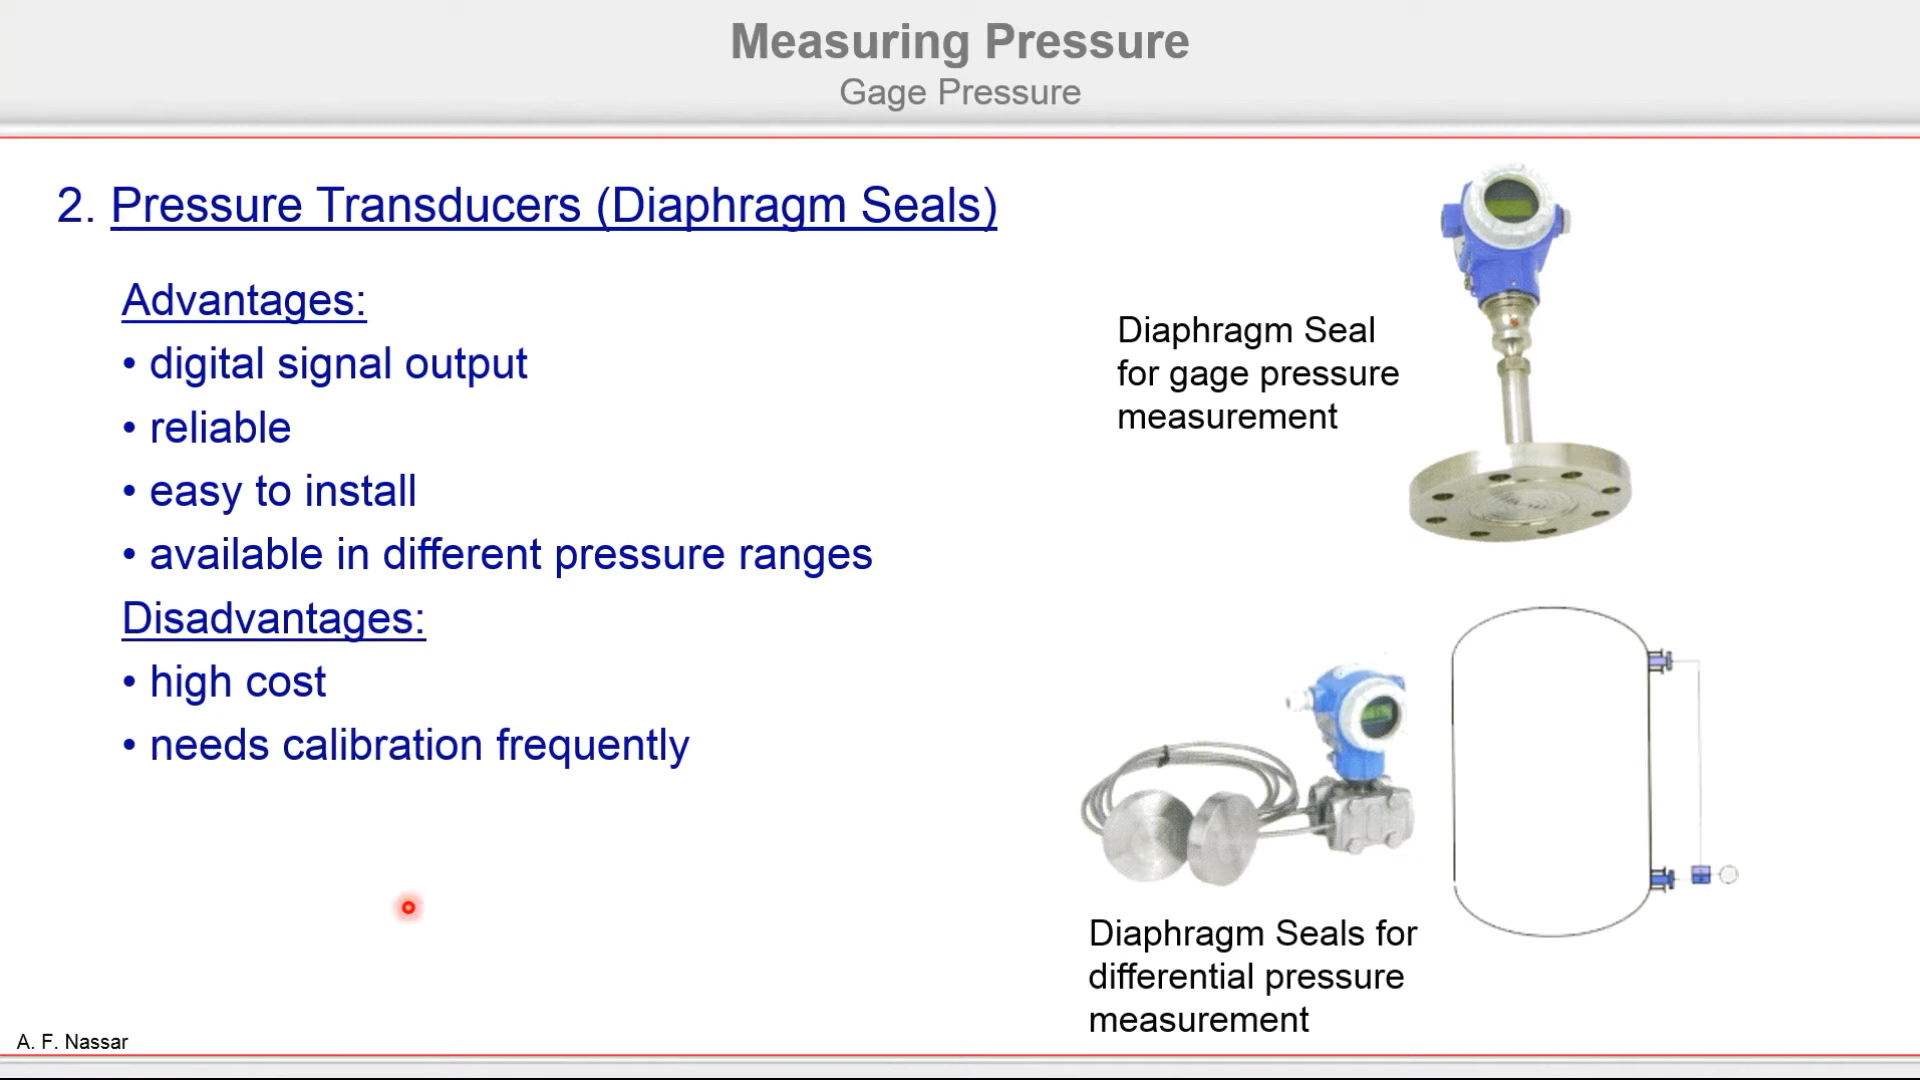 Measuring Pressure
Gage Pressure
2. Pressure Transducers (Diaphragm Seals)
Advantages:
• digital signal output
• reliable
• easy to install
• available in different pressure ranges
Disadvantages:
• high cost
• needs calibration frequently
Diaphragm Seal
for gage pressure
measurement
Diaphragm Seals for
differential pressure
measurement
A. F. Nassar